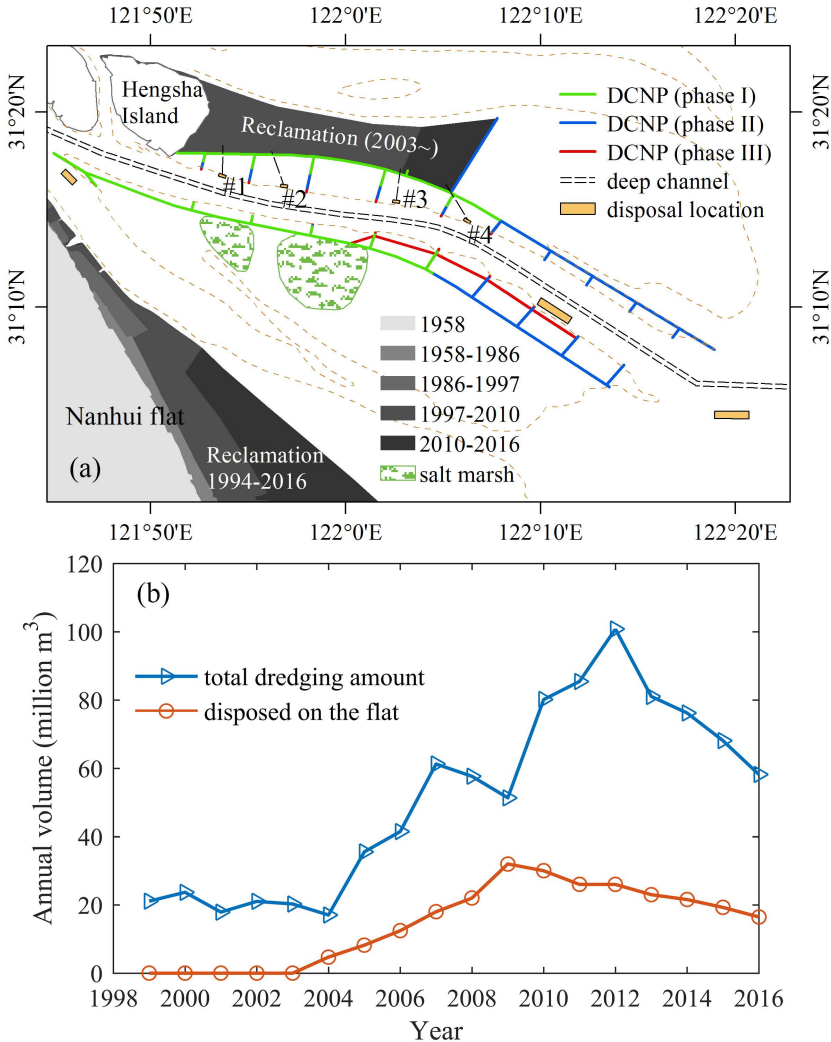 121°50'E 122°0'E 122°10'E 122°20'E
31°20'N
31°20'N
31°10'N
31°10'N
Hengsha
Island
Reclamation (2003~)
DCNP (phase I)
DCNP (phase II)
DCNP (phase III)
deep channel
disposal location
#1
#2
#3
#4
1958
1958-1986
1986-1997
1997-2010
2010-2016
salt marsh
Nanhui flat
Reclamation
1994-2016
(a)
121°50'E 122°0'E 122°10'E 122°20'E
(b)
total dredging amount
disposed on the flat
Annual volume (million m³)
120
100
80
60
40
20
0
1998 2000 2002 2004 2006 2008 2010 2012 2014 2016
Year